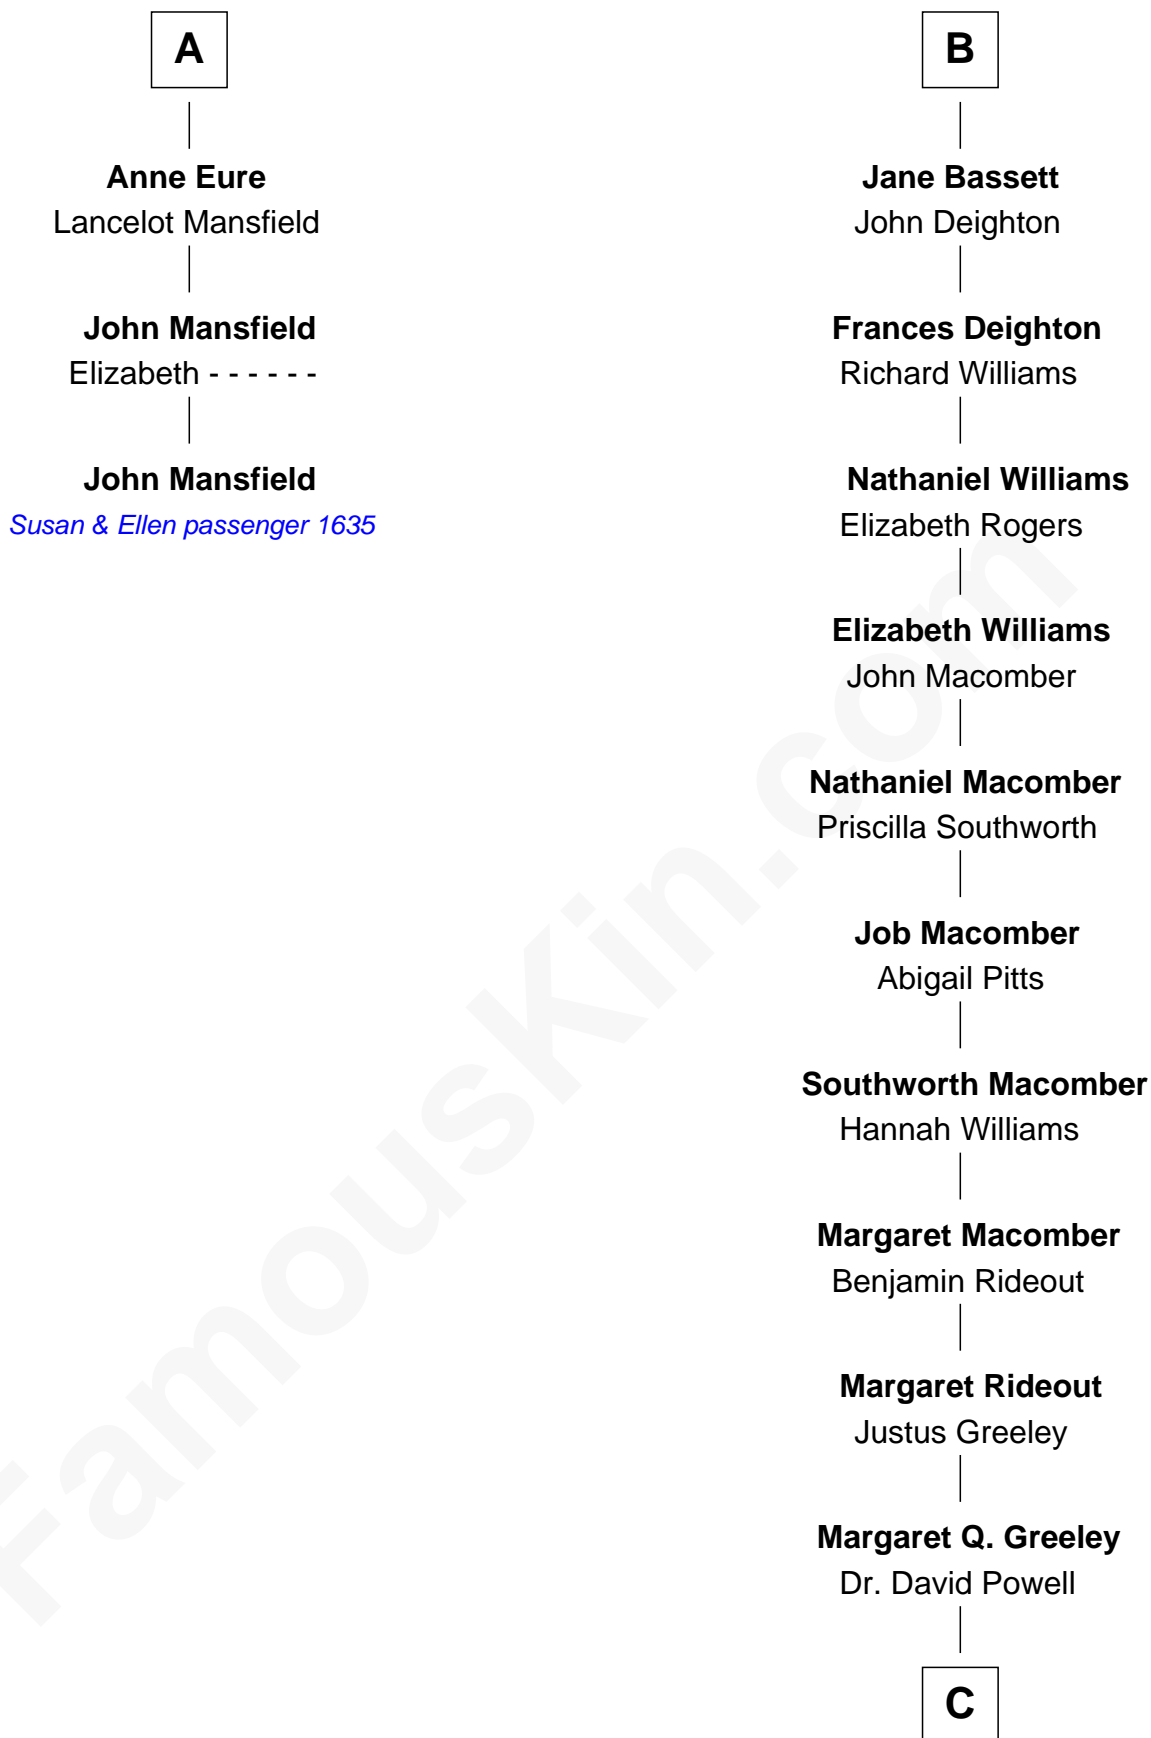 A
Anne Eure
Lancelot Mansfield
John Mansfield
Elizabeth - - - - - -
John Mansfield
Susan & Ellen passenger 1635
B
Jane Bassett
John Deighton
Frances Deighton
Richard Williams
Nathaniel Williams
Elizabeth Rogers
Elizabeth Williams
John Macomber
Nathaniel Macomber
Priscilla Southworth
Job Macomber
Abigail Pitts
Southworth Macomber
Hannah Williams
Margaret Macomber
Benjamin Rideout
Margaret Rideout
Justus Greeley
Margaret Q. Greeley
Dr. David Powell
C
FamousKin.com